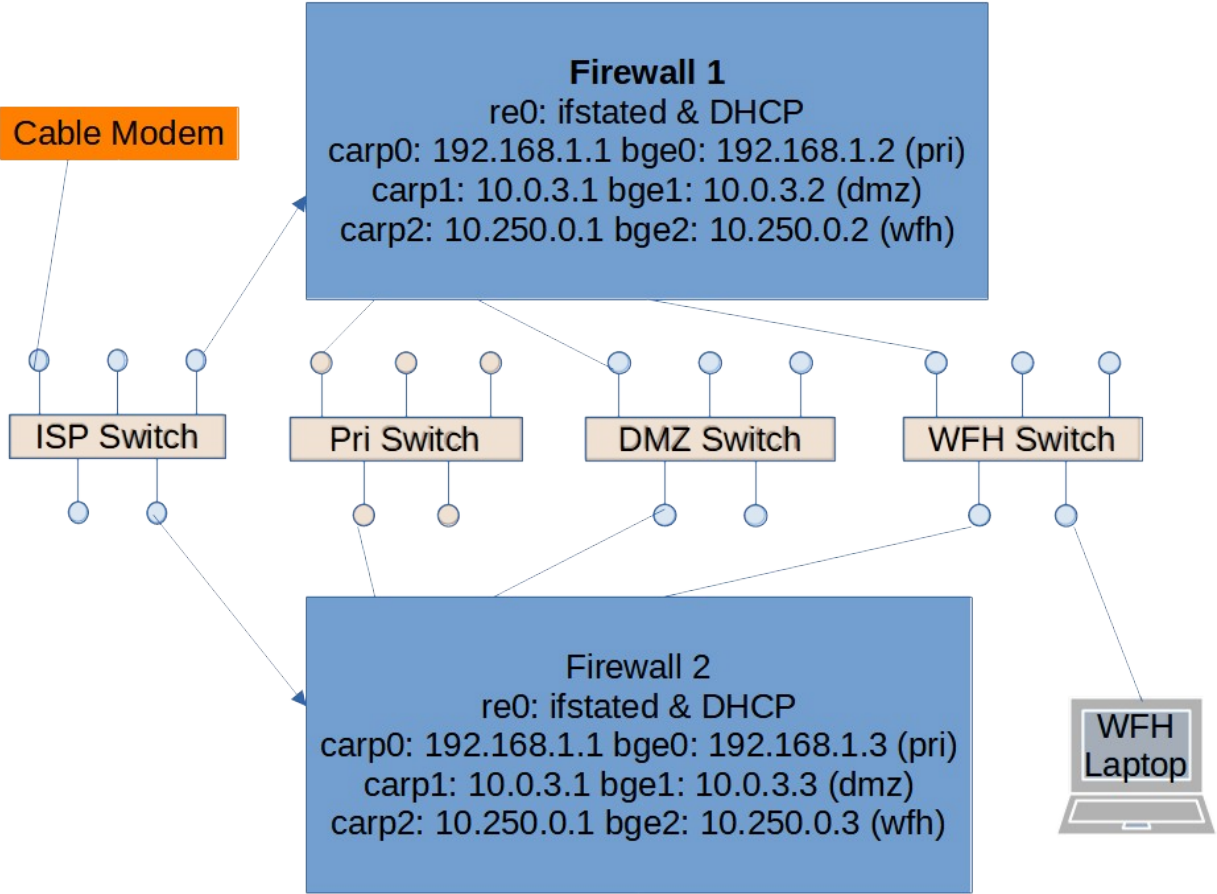 Firewall 1
re0: ifstated & DHCP
carp0: 192.168.1.1 bge0: 192.168.1.2 (pri)
carp1: 10.0.3.1 bge1: 10.0.3.2 (dmz)
carp2: 10.250.0.1 bge2: 10.250.0.2 (wfh)
Cable Modem
ISP Switch
Pri Switch
DMZ Switch
WFH Switch
Firewall 2
re0: ifstated & DHCP
carp0: 192.168.1.1 bge0: 192.168.1.3 (pri)
carp1: 10.0.3.1 bge1: 10.0.3.3 (dmz)
carp2: 10.250.0.1 bge2: 10.250.0.3 (wfh)
WFH
Laptop